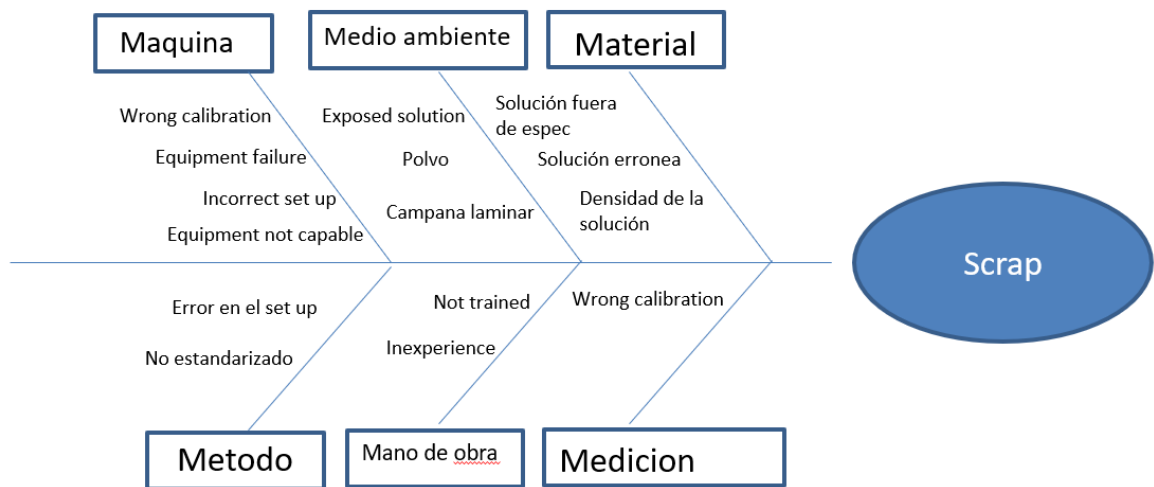 Maquina
Medio ambiente
Material
Wrong calibration
Equipment failure
Incorrect set up
Equipment not capable
Exposed solution
Polvo
Campana laminar
Solución fuera
de espec
Solución erronea
Densidad de la
solución
Scrap
Error en el set up
No estandarizado
Not trained
Inexperience
Wrong calibration
Metodo
Mano de obra
Medicion